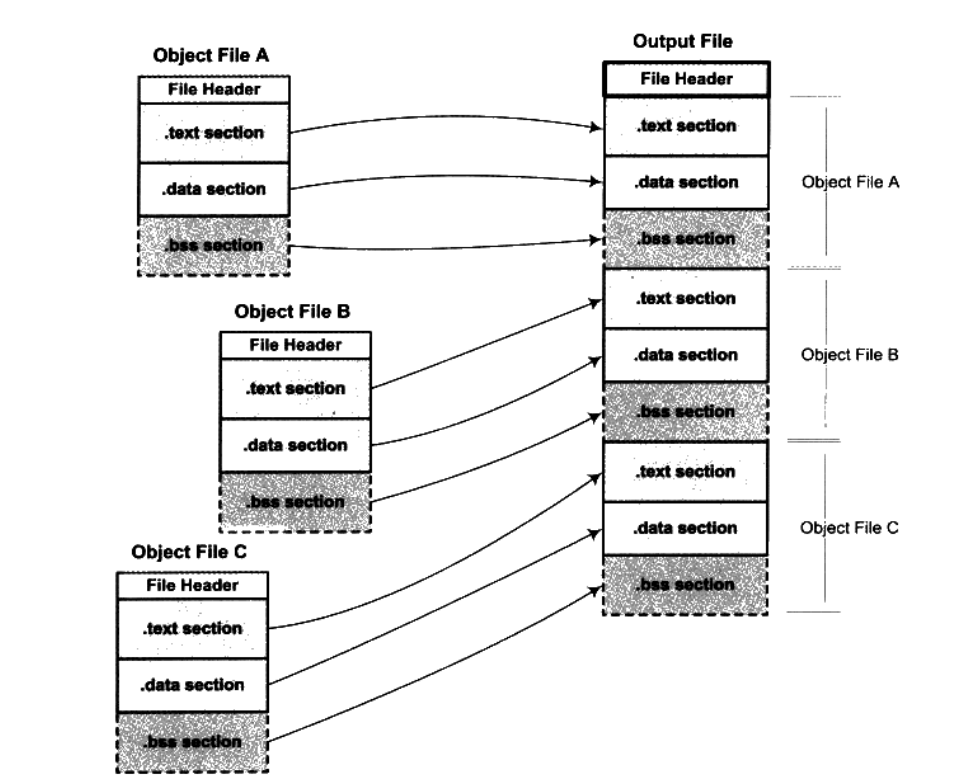 Object File A
File Header
.text section
.data section
.bss section
Object File B
File Header
.text section
.data section
.bss section
Object File C
File Header
.text section
.data section
.bss section
Output File
File Header
.text section
.data section
.bss section
.text section
.data section
.bss section
.text section
.data section
.bss section
Object File A
Object File B
Object File C